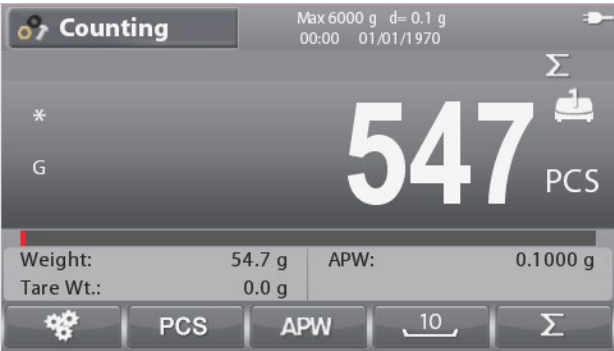 Counting
Max 6000 g d= 0.1 g
00:00 01/01/1970
Σ
1
*
G
547 PCS
Weight: 54.7 g APW: 0.1000 g
Tare Wt.: 0.0 g
PCS APW 10 Σ